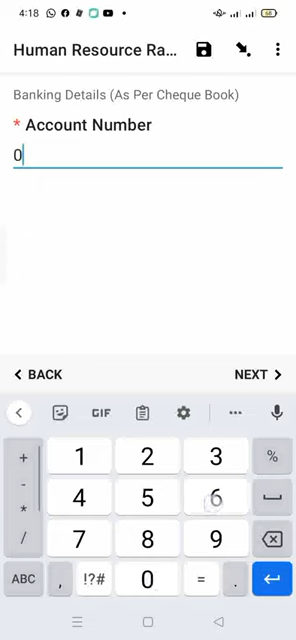 4:18
68
Human Resource Ra...
Banking Details (As Per Cheque Book)
* Account Number
0
BACK
NEXT
GIF
+ 1 2 3 %
- 4 5 6
*
/ 7 8 9
ABC , !?# 0 = .